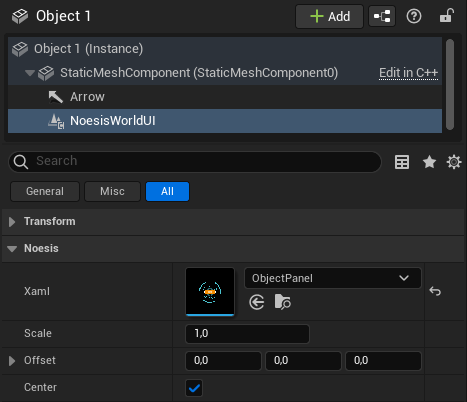 Object 1
Add
Object 1 (Instance)
StaticMeshComponent (StaticMeshComponent0) Edit in C++
Arrow
NoesisWorldUI
Search
General Misc All
Transform
Noesis
Xaml ObjectPanel
Scale 1,0
Offset 0,0 0,0 0,0
Center